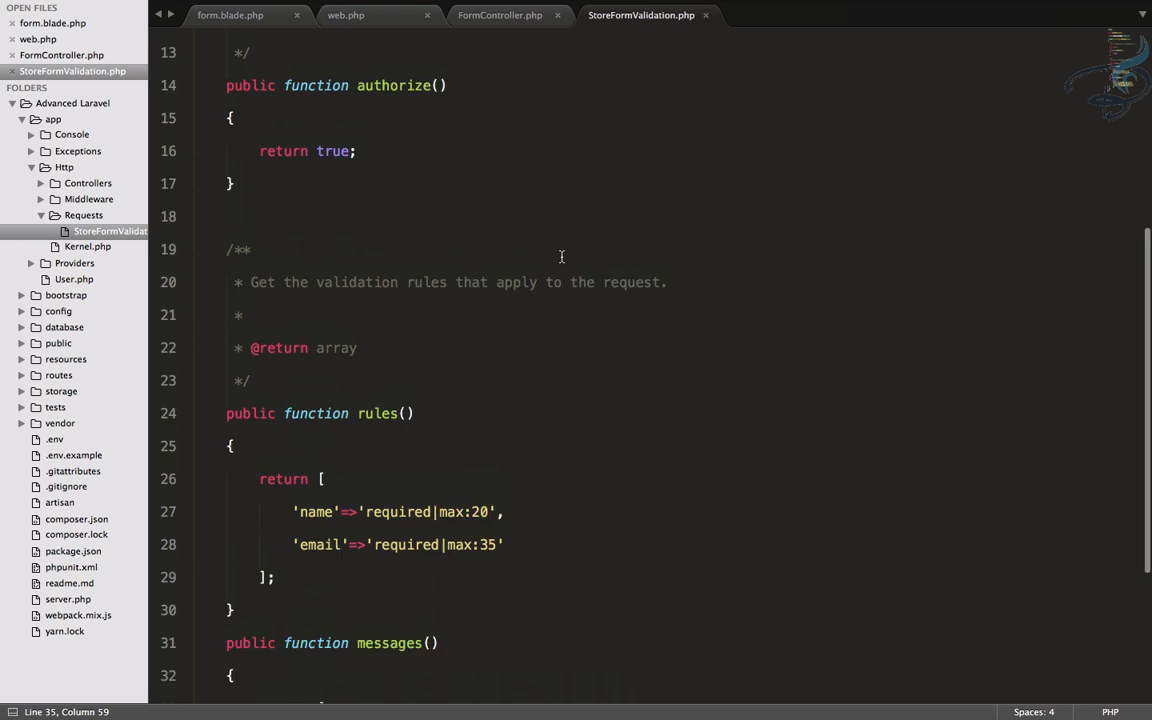 OPEN FILES
× form.blade.php
× web.php
× FormController.php
× StoreFormValidation.php
FOLDERS
Advanced Laravel
app
Console
Exceptions
Http
Controllers
Middleware
Requests
StoreFormValidat
Kernel.php
Providers
User.php
bootstrap
config
database
public
resources
routes
storage
tests
vendor
.env
.env.example
.gitattributes
.gitignore
artisan
composer.json
composer.lock
package.json
phpunit.xml
readme.md
server.php
webpack.mix.js
yarn.lock
form.blade.php × web.php × FormController.php × StoreFormValidation.php ×
13 */
14 public function authorize()
15 {
16 return true;
17 }
18
19 /**
20 * Get the validation rules that apply to the request.
21 *
22 * @return array
23 */
24 public function rules()
25 {
26 return [
27 'name'=>'required|max:20',
28 'email'=>'required|max:35'
29 ];
30 }
31 public function messages()
32 {
Line 35, Column 59 Spaces: 4 PHP